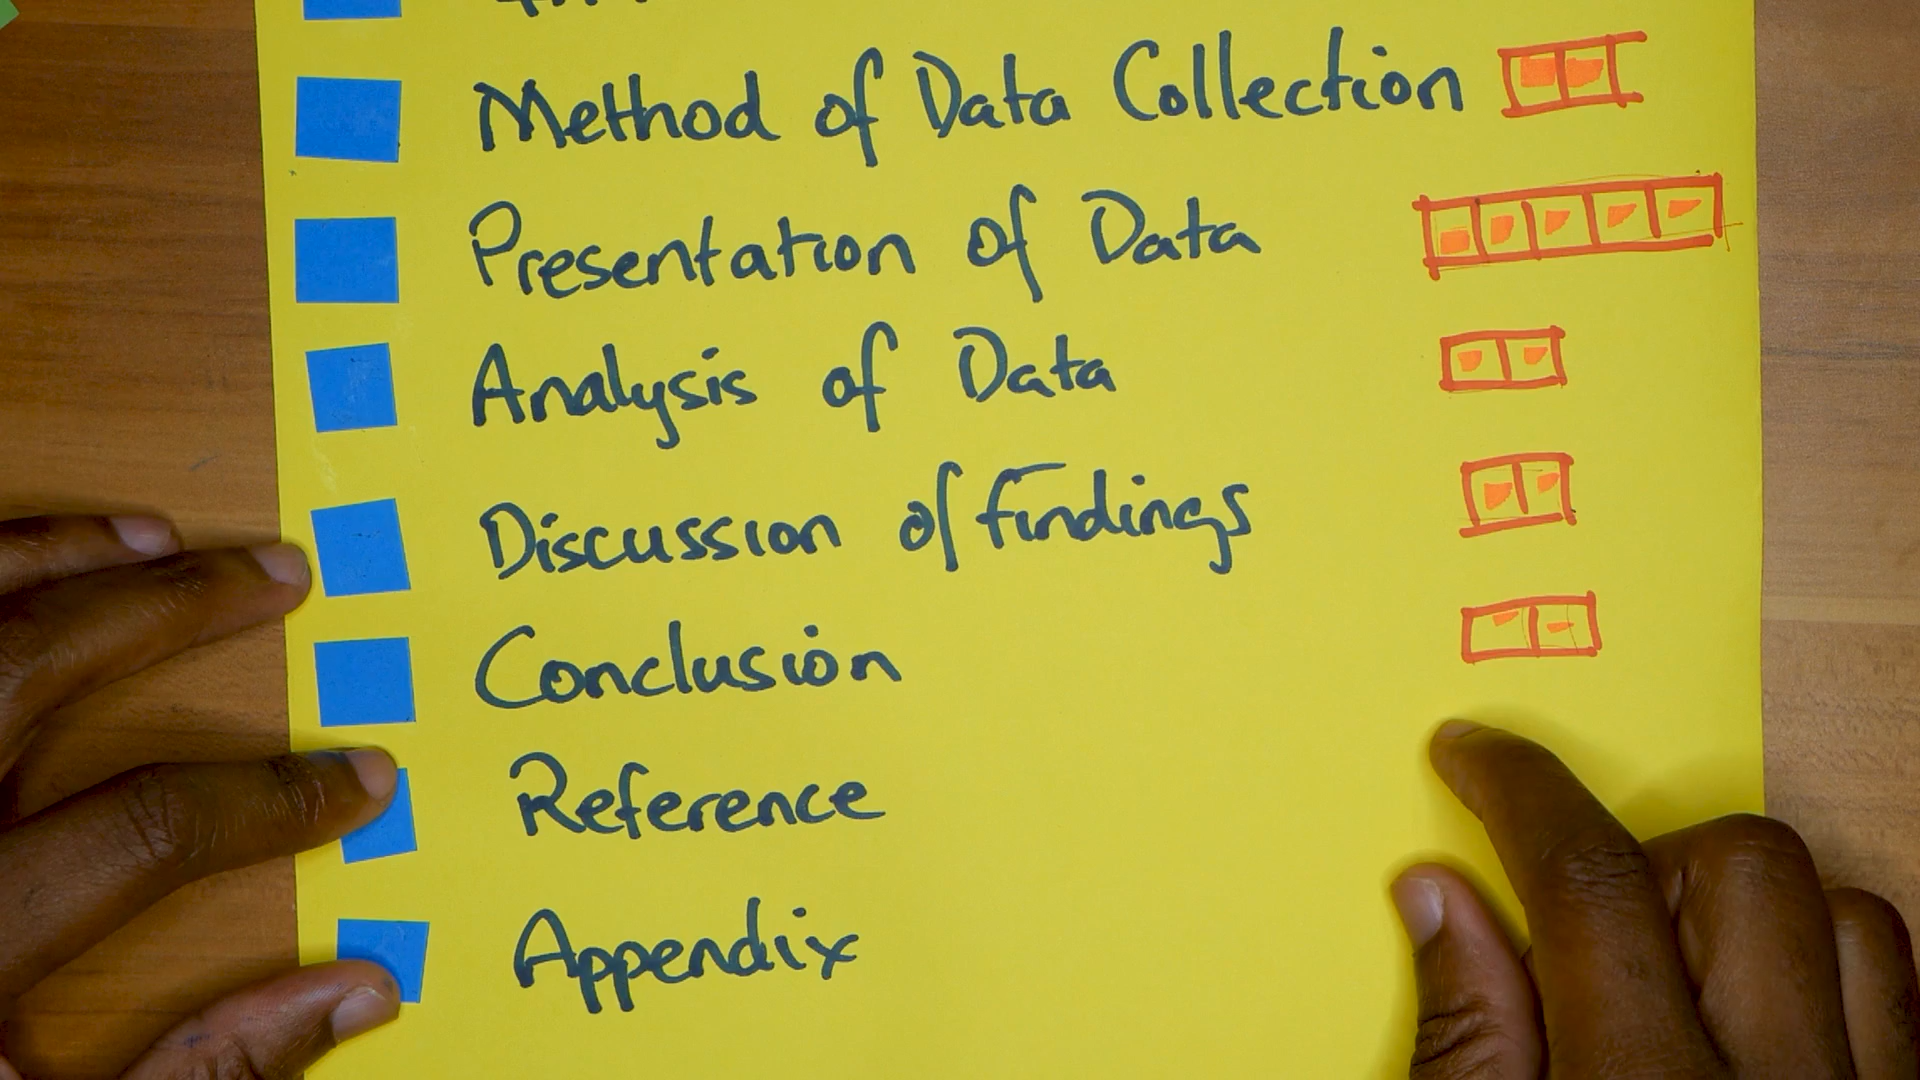 Method of Data Collection
Presentation of Data
Analysis of Data
Discussion of findings
Conclusion
Reference
Appendix